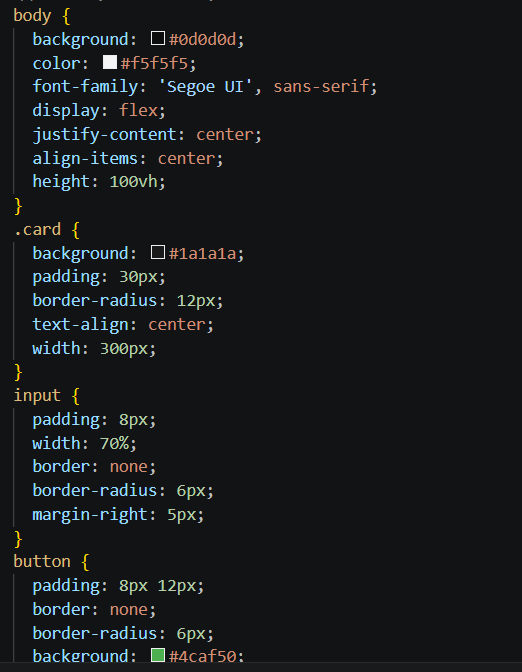 body {
background: #0d0d0d;
color: #f5f5f5;
font-family: 'Segoe UI', sans-serif;
display: flex;
justify-content: center;
align-items: center;
height: 100vh;
}
.card {
background: #1a1a1a;
padding: 30px;
border-radius: 12px;
text-align: center;
width: 300px;
}
input {
padding: 8px;
width: 70%;
border: none;
border-radius: 6px;
margin-right: 5px;
}
button {
padding: 8px 12px;
border: none;
border-radius: 6px;
background: #4caf50;